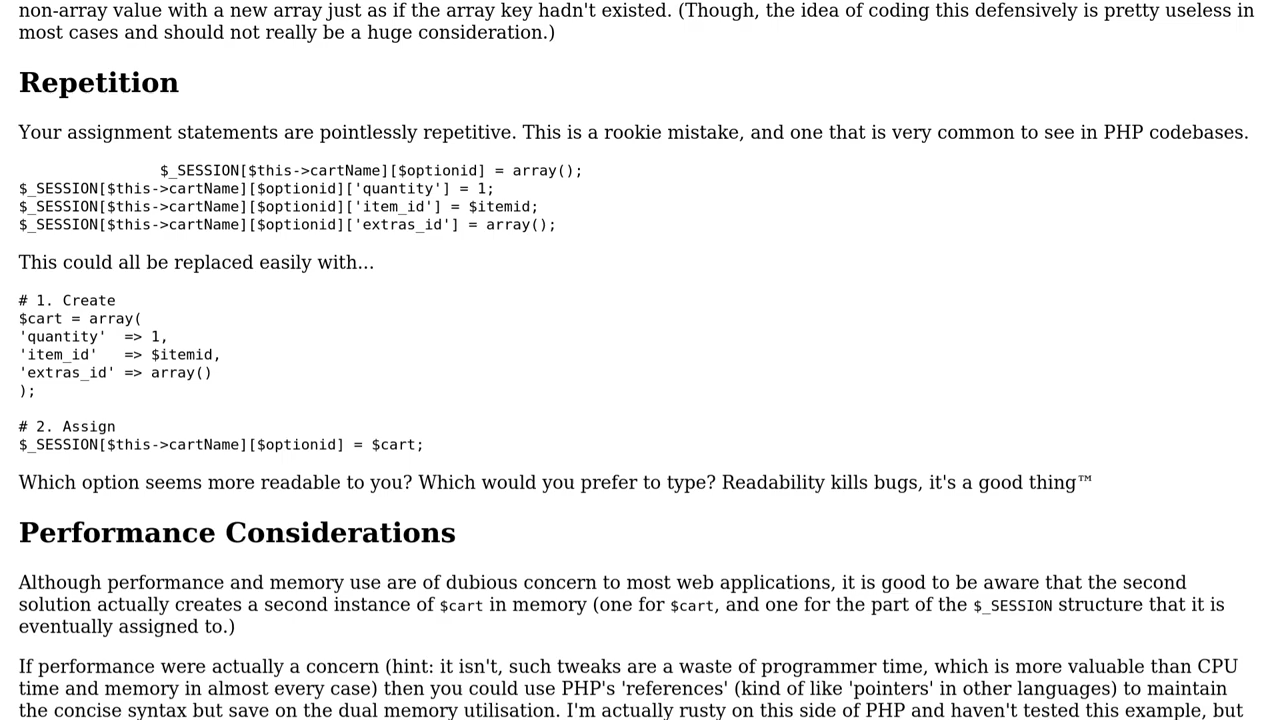 non-array value with a new array just as if the array key hadn't existed. (Though, the idea of coding this defensively is pretty useless in
most cases and should not really be a huge consideration.)
Repetition
Your assignment statements are pointlessly repetitive. This is a rookie mistake, and one that is very common to see in PHP codebases.
$_SESSION[$this->cartName][$optionid] = array();
$_SESSION[$this->cartName][$optionid]['quantity'] = 1;
$_SESSION[$this->cartName][$optionid]['item_id'] = $itemid;
$_SESSION[$this->cartName][$optionid]['extras_id'] = array();
This could all be replaced easily with...
# 1. Create
$cart = array(
'quantity'  => 1,
'item_id'   => $itemid,
'extras_id' => array()
);
# 2. Assign
$_SESSION[$this->cartName][$optionid] = $cart;
Which option seems more readable to you? Which would you prefer to type? Readability kills bugs, it's a good thing™
Performance Considerations
Although performance and memory use are of dubious concern to most web applications, it is good to be aware that the second
solution actually creates a second instance of $cart in memory (one for $cart, and one for the part of the $_SESSION structure that it is
eventually assigned to.)
If performance were actually a concern (hint: it isn't, such tweaks are a waste of programmer time, which is more valuable than CPU
time and memory in almost every case) then you could use PHP's 'references' (kind of like 'pointers' in other languages) to maintain
the concise syntax but save on the dual memory utilisation. I'm actually rusty on this side of PHP and haven't tested this example, but